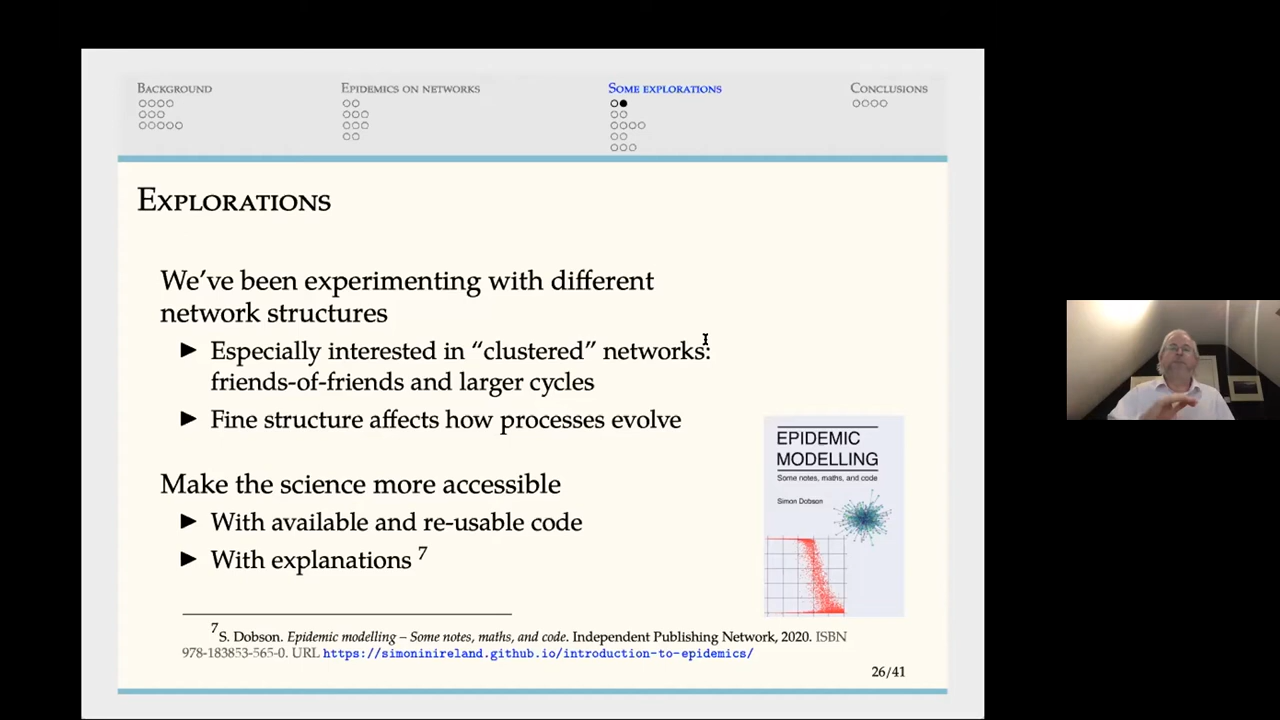 BACKGROUND
EPIDEMICS ON NETWORKS
SOME EXPLORATIONS
CONCLUSIONS
EXPLORATIONS
We’ve been experimenting with different
network structures
► Especially interested in “clustered” networks:
friends-of-friends and larger cycles
► Fine structure affects how processes evolve
Make the science more accessible
► With available and re-usable code
► With explanations 7
EPIDEMIC
MODELLING
Some notes, maths, and code
Simon Dobson
7S. Dobson. Epidemic modelling – Some notes, maths, and code. Independent Publishing Network, 2020. ISBN
978-183853-565-0. URL https://simoninireland.github.io/introduction-to-epidemics/
26/41